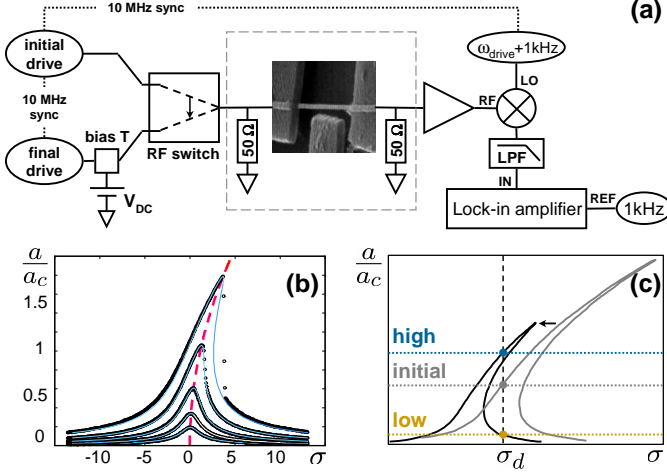 10 MHz sync
(a)
initial
drive
ω_drive+1kHz
LO
10 MHz
sync
bias T
RF switch
RF
final
drive
V_DC
50 Ω
50 Ω
LPF
IN
Lock-in amplifier
REF
1kHz
a/a_c
(b)
1.5
1
0.5
0
-10
-5
0
5
10
σ
a/a_c
(c)
high
initial
low
σ_d
σ